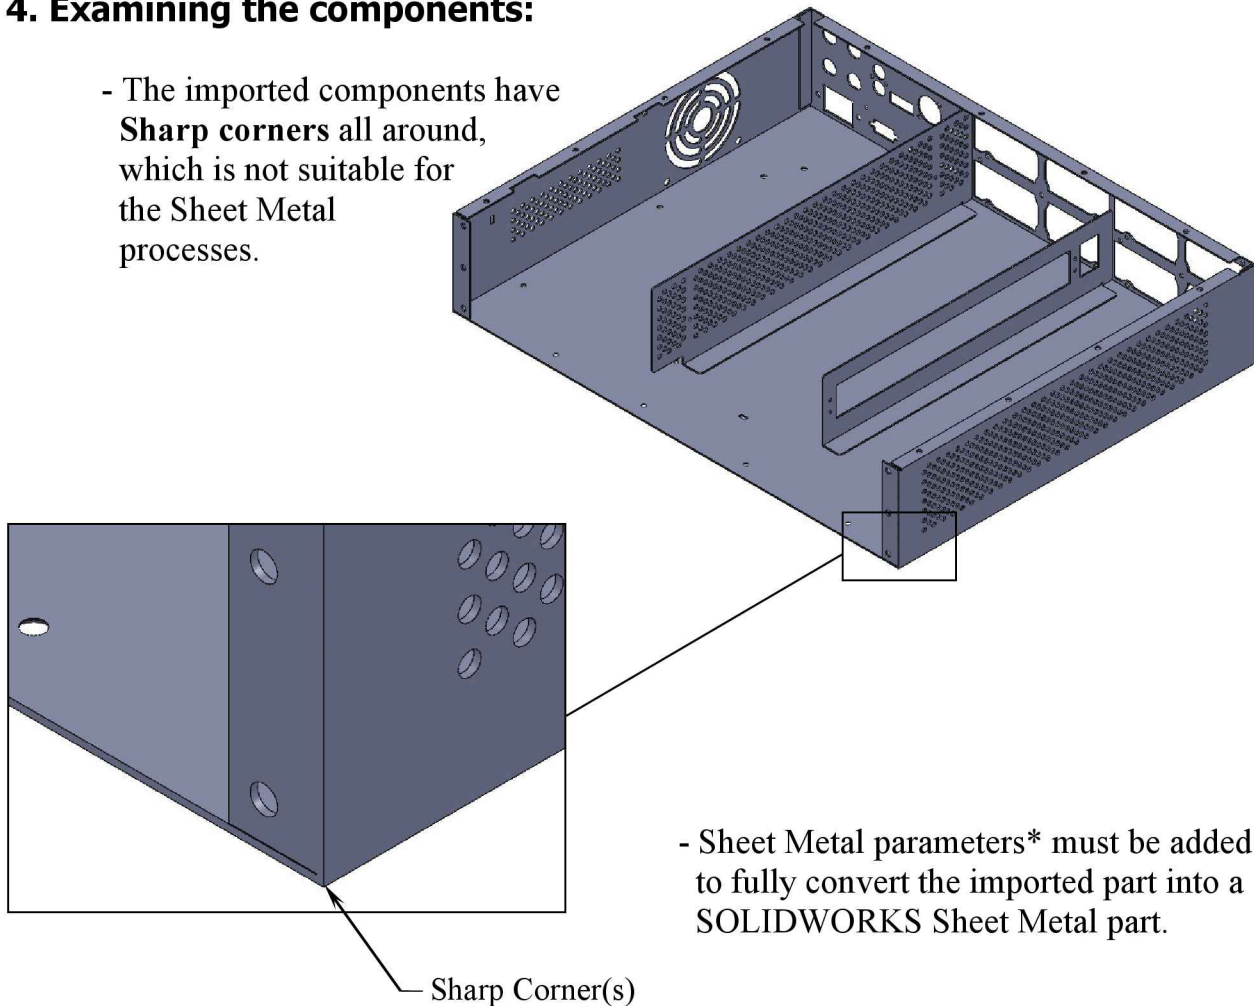 4. Examining the components:
- The imported components have
Sharp corners all around,
which is not suitable for
the Sheet Metal
processes.
- Sheet Metal parameters* must be added
to fully convert the imported part into a
SOLIDWORKS Sheet Metal part.
Sharp Corner(s)